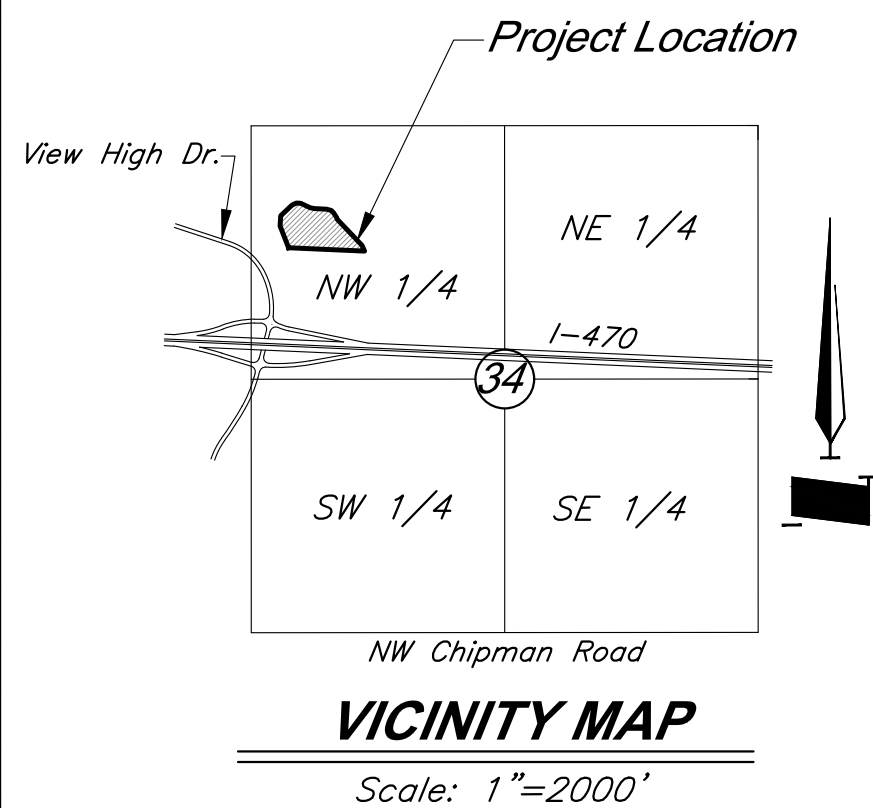 Project Location
View High Dr.
NE 1/4
NW 1/4
I-470
34
SW 1/4
SE 1/4
NW Chipman Road
VICINITY MAP
Scale: 1"=2000'